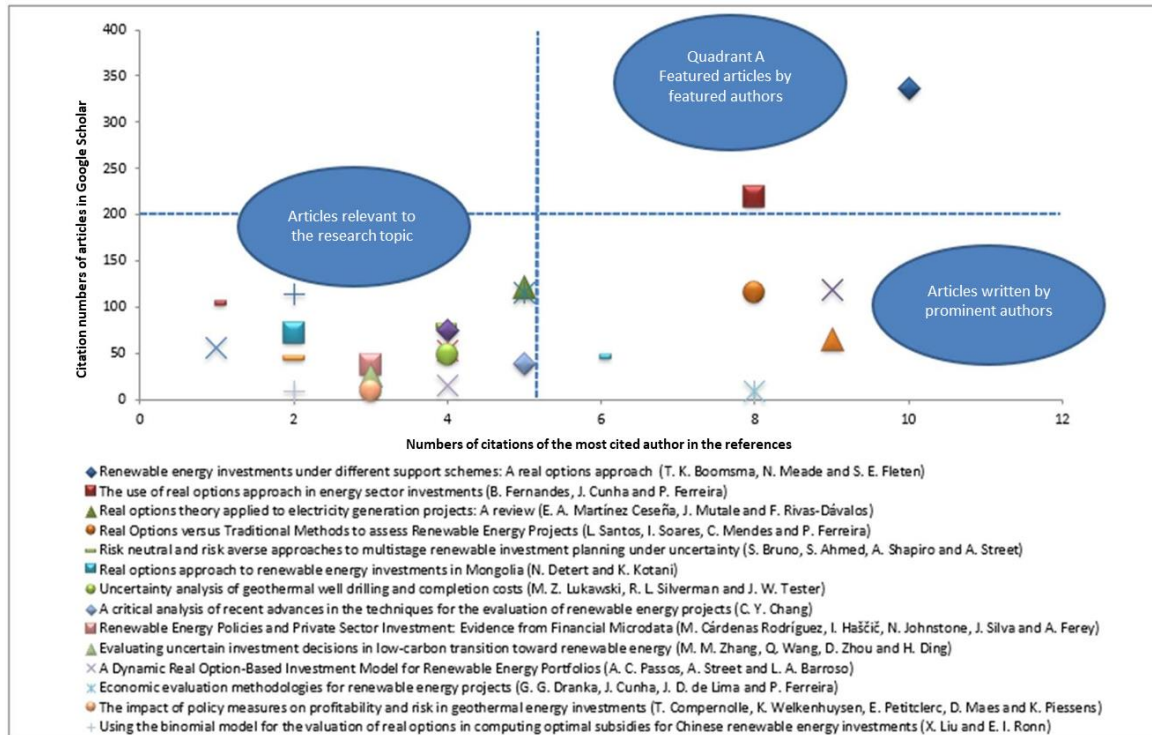 400
350
300
250
200
150
100
50
0
Citation numbers of articles in Google Scholar
Quadrant A
Featured articles by
featured authors
Articles relevant to
the research topic
Articles written by
prominent authors
0 2 4 6 8 10 12
Numbers of citations of the most cited author in the references
Renewable energy investments under different support schemes: A real options approach (T. K. Boomsma, N. Meade and S. E. Fleten)
The use of real options approach in energy sector investments (B. Fernandes, J. Cunha and P. Ferreira)
Real options theory applied to electricity generation projects: A review (E. A. Martínez Ceseña, J. Mutale and F. Rivas-Dávalos)
Real Options versus Traditional Methods to assess Renewable Energy Projects (L. Santos, I. Soares, C. Mendes and P. Ferreira)
Risk neutral and risk averse approaches to multistage renewable investment planning under uncertainty (S. Bruno, S. Ahmed, A. Shapiro and A. Street)
Real options approach to renewable energy investments in Mongolia (N. Detert and K. Kotani)
Uncertainty analysis of geothermal well drilling and completion costs (M. Z. Lukawski, R. L. Silverman and J. W. Tester)
A critical analysis of recent advances in the techniques for the evaluation of renewable energy projects (C. Y. Chang)
Renewable Energy Policies and Private Sector Investment: Evidence from Financial Microdata (M. Cárdenas Rodríguez, I. Haščič, N. Johnstone, J. Silva and A. Ferey)
Evaluating uncertain investment decisions in low-carbon transition toward renewable energy (M. M. Zhang, Q. Wang, D. Zhou and H. Ding)
A Dynamic Real Option-Based Investment Model for Renewable Energy Portfolios (A. C. Passos, A. Street and L. A. Barroso)
Economic evaluation methodologies for renewable energy projects (G. G. Dranka, J. Cunha, J. D. de Lima and P. Ferreira)
The impact of policy measures on profitability and risk in geothermal energy investments (T. Compernolle, K. Welkenhuysen, E. Petitclerc, D. Maes and K. Piessens)
Using the binomial model for the valuation of real options in computing optimal subsidies for Chinese renewable energy investments (X. Liu and E. I. Ronn)